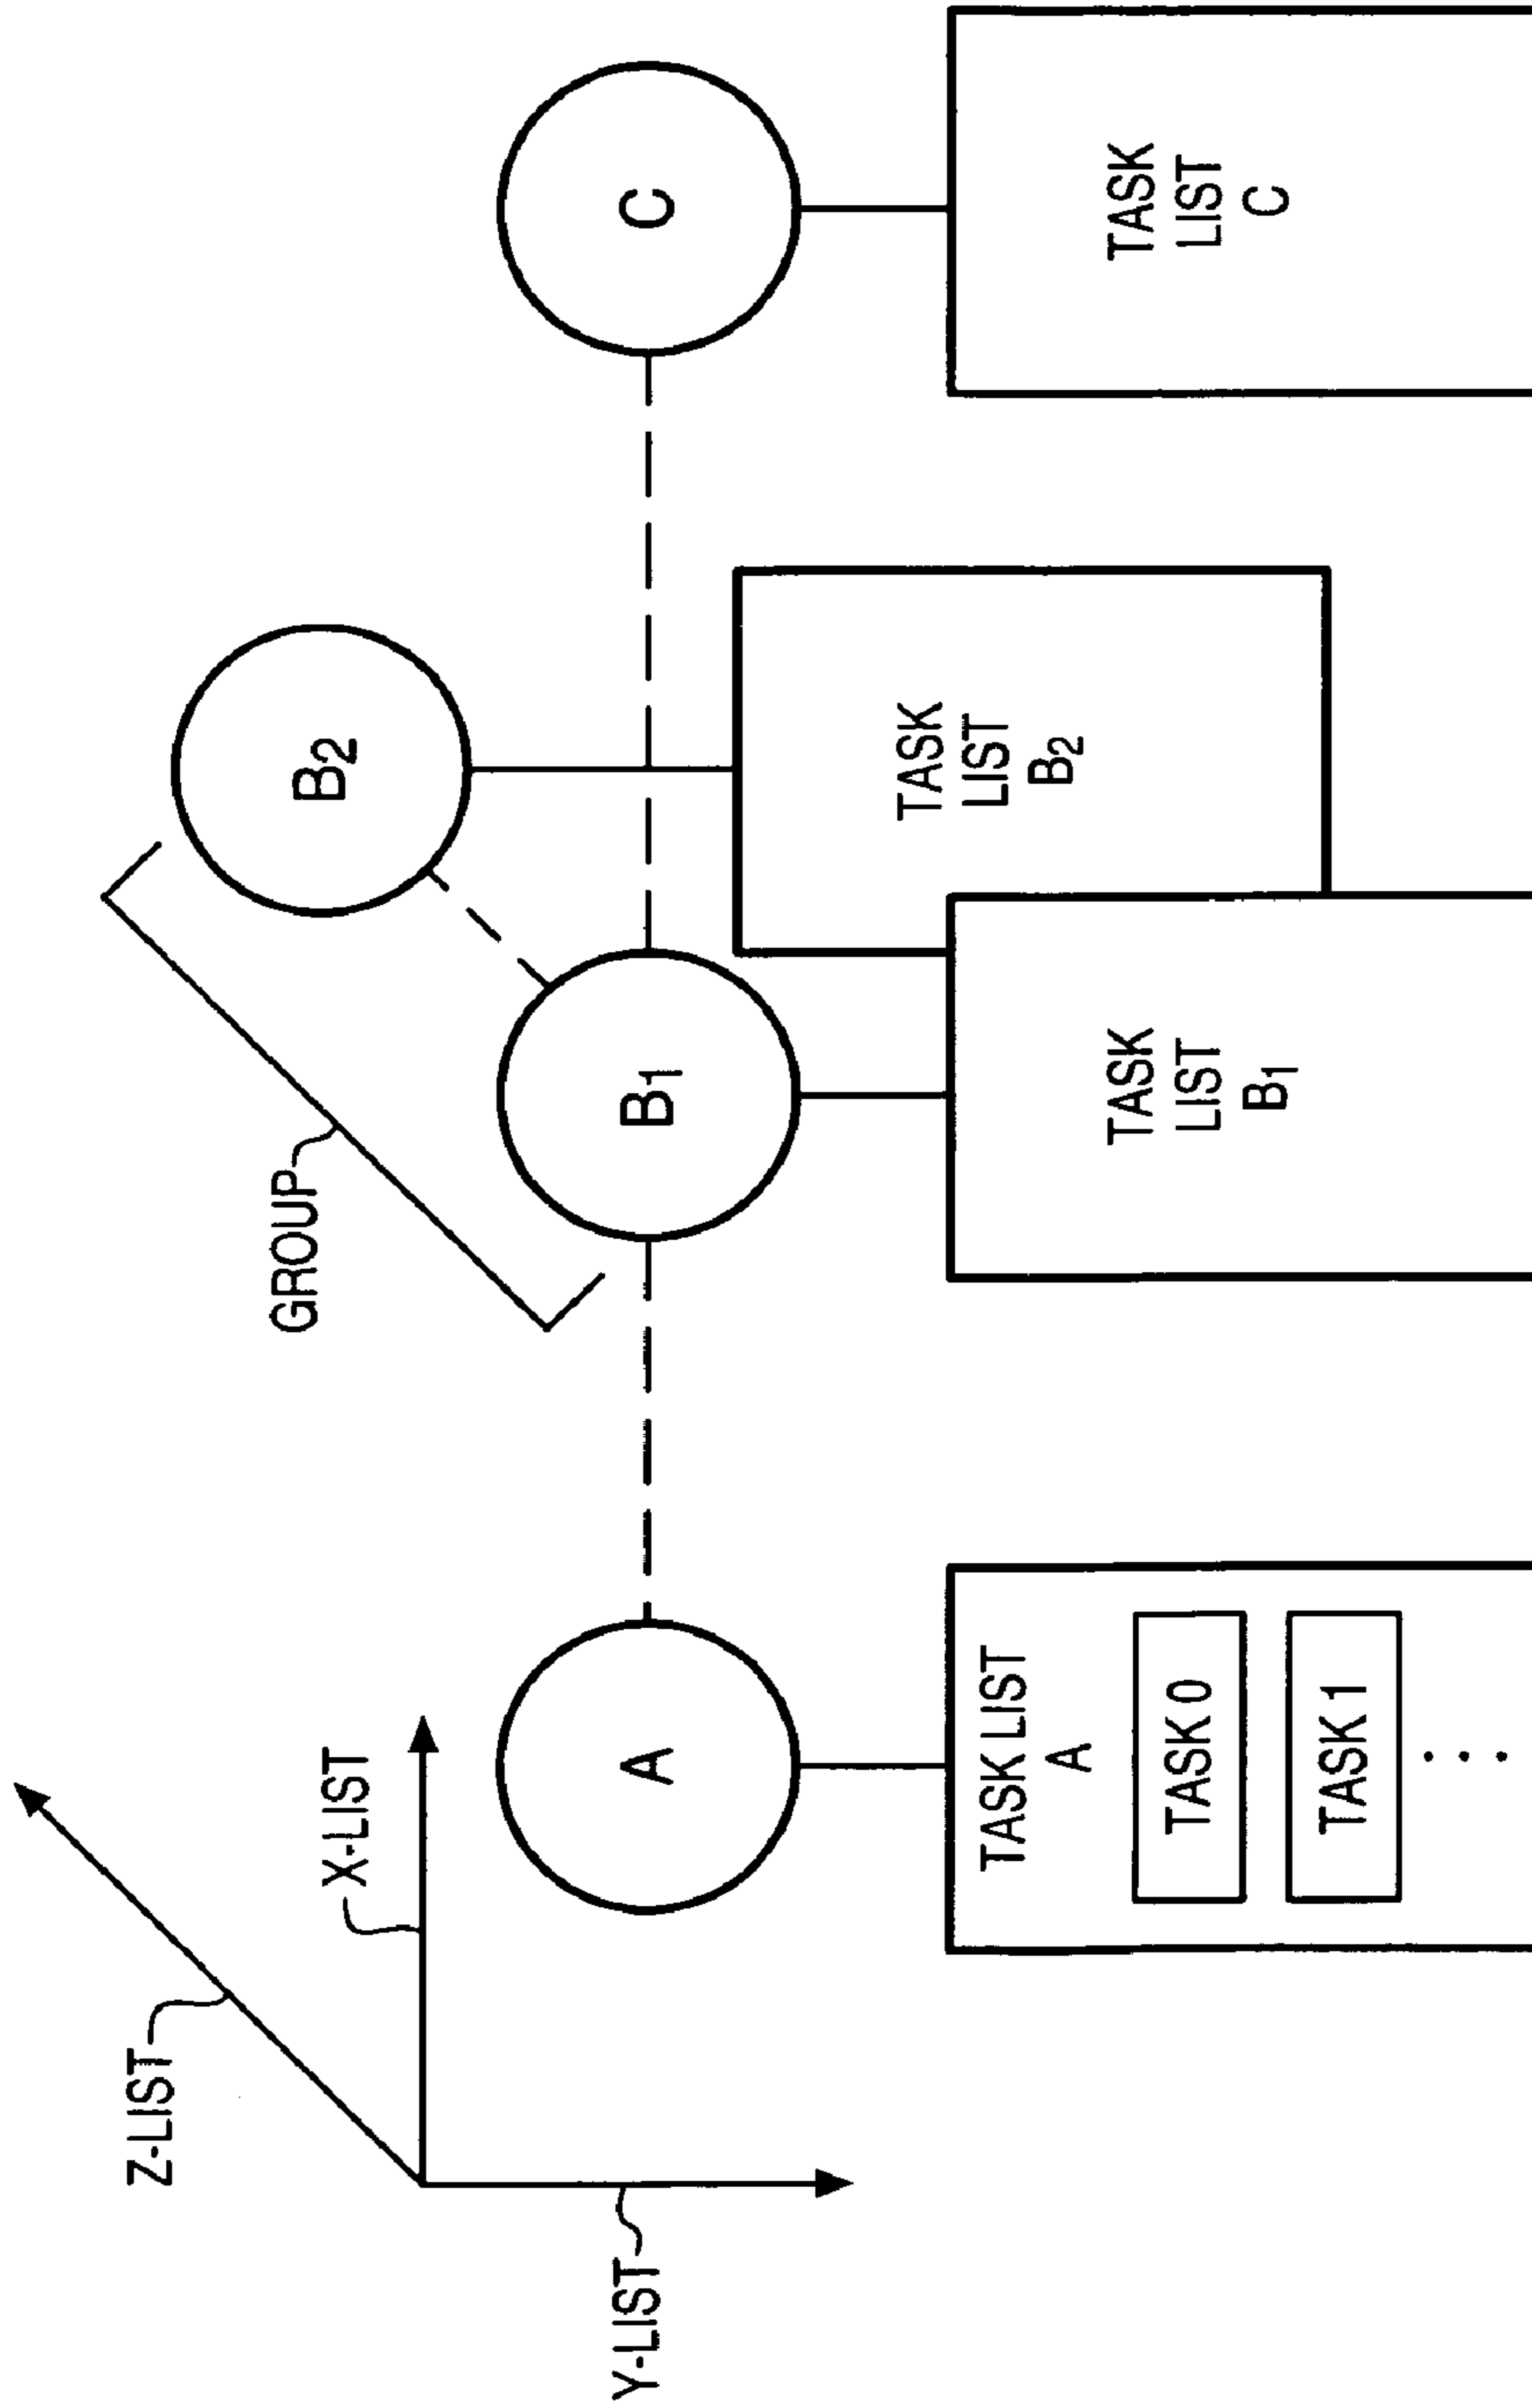 Z-LIST
X-LIST
Y-LIST
GROUP
A
B1
B2
C
TASK LIST
A
TASK 0
TASK 1
TASK
LIST
B1
TASK
LIST
B2
TASK
LIST
C